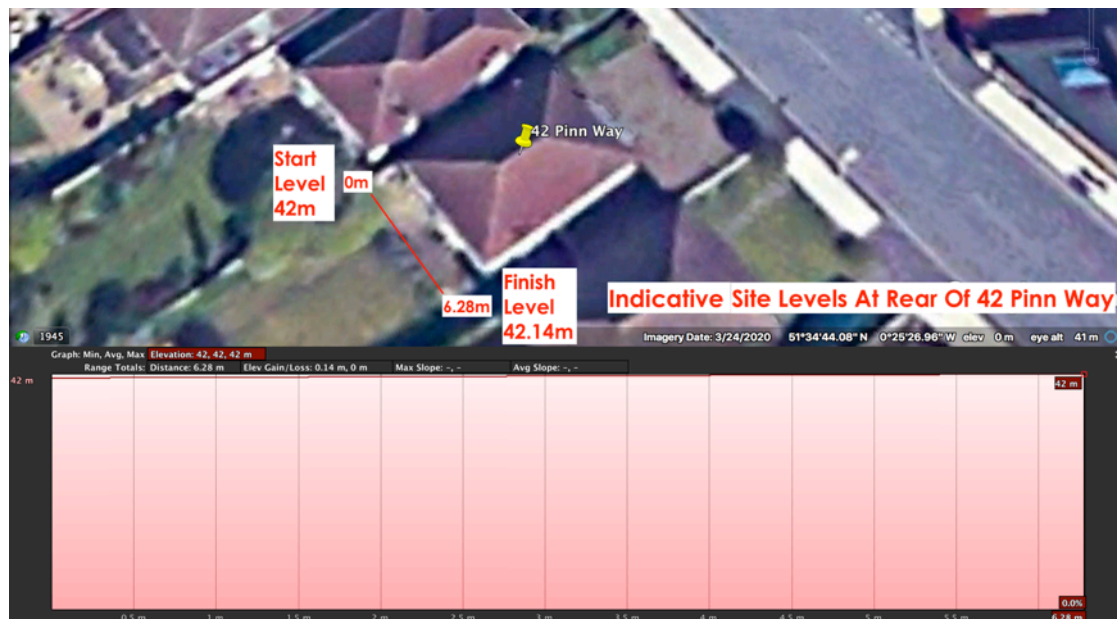 42 Pinn Way
Start
Level
42m
0m
6.28m
Finish
Level
42.14m
Indicative Site Levels At Rear Of 42 Pinn Way
1945
Imagery Date: 3/24/2020 51°34'44.08" N 0°25'26.96" W elev 0 m eye alt 41 m
Graph: Min, Avg, Max Elevation: 42, 42, 42 m
Range Totals: Distance: 6.28 m Elev Gain/Loss: 0.14 m, 0 m Max Slope: -, - Avg Slope: -, -
42 m
42 m
0.0%
0.5 m 1 m 1.5 m 2 m 2.5 m 3 m 3.5 m 4 m 4.5 m 5 m 5.5 m 6.28 m